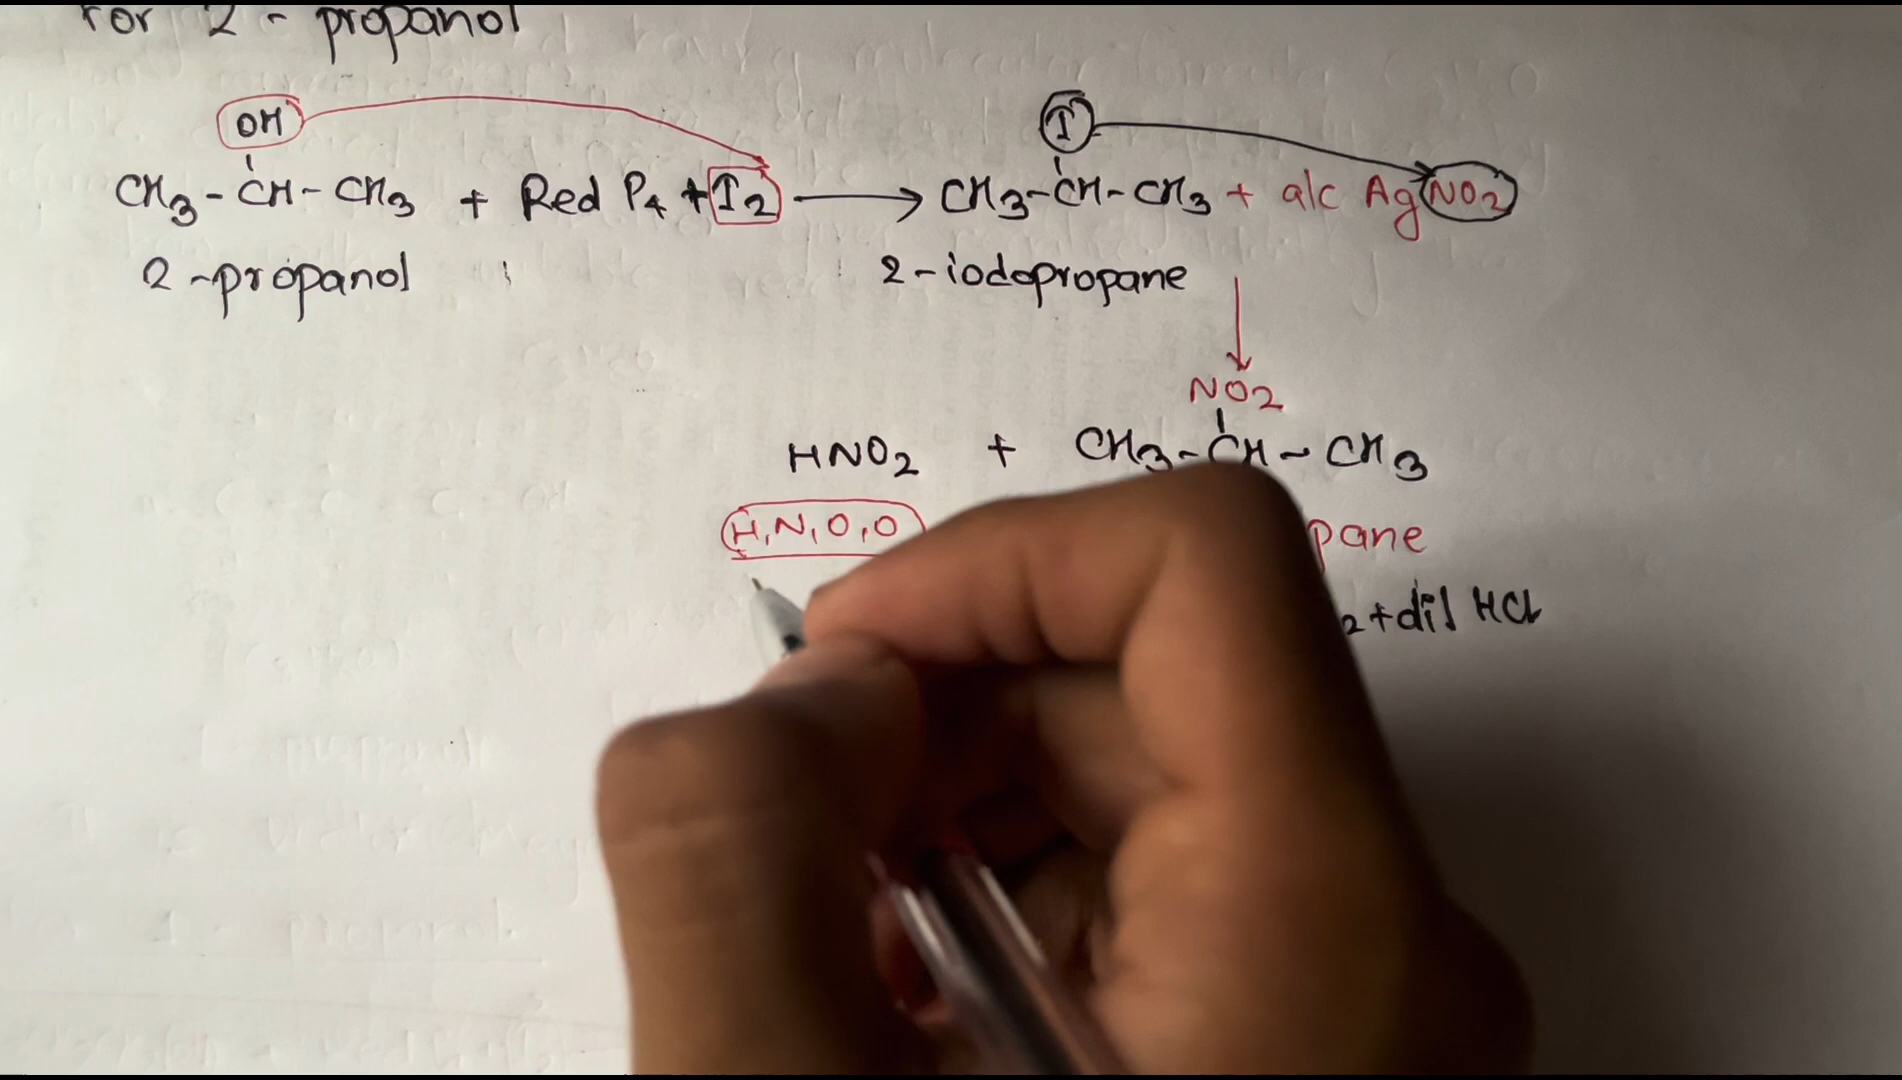 For 2 - propanol
OH I
CH3 - CH - CH3 + Red P4 + I2 → CH3 - CH - CH3 + alc AgNO2
2 - propanol 2 - iodopropane
NO2
HNO2 + CH3 - CH - CH3
H, N, O, O pane
2 + dil HCl